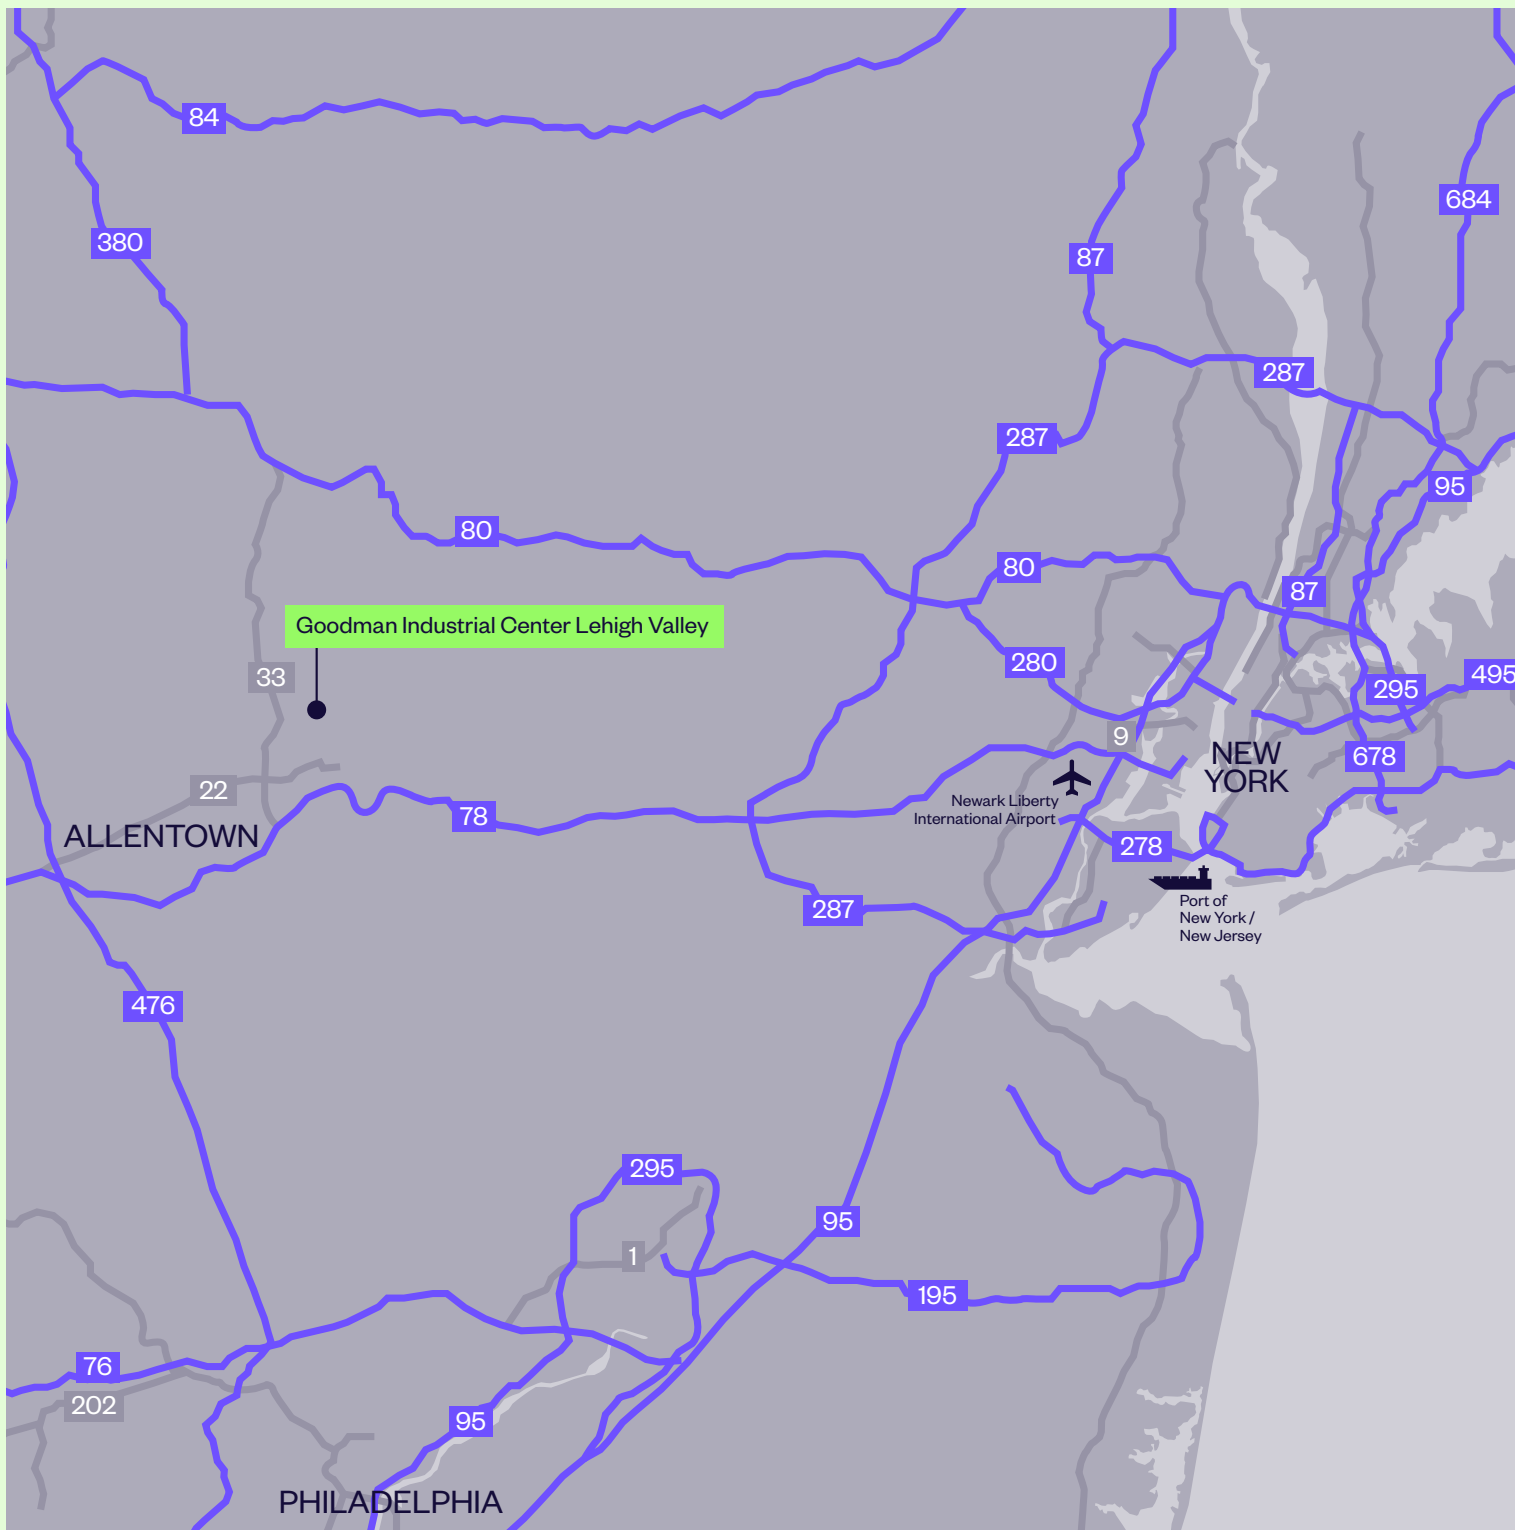 84
684
380
87
287
287
95
80
80
87
Goodman Industrial Center Lehigh Valley
280
33
295
495
9
NEW
YORK
678
22
Newark Liberty
International Airport
78
ALLENTOWN
278
287
Port of
New York /
New Jersey
476
295
95
1
195
76
202
95
PHILADELPHIA